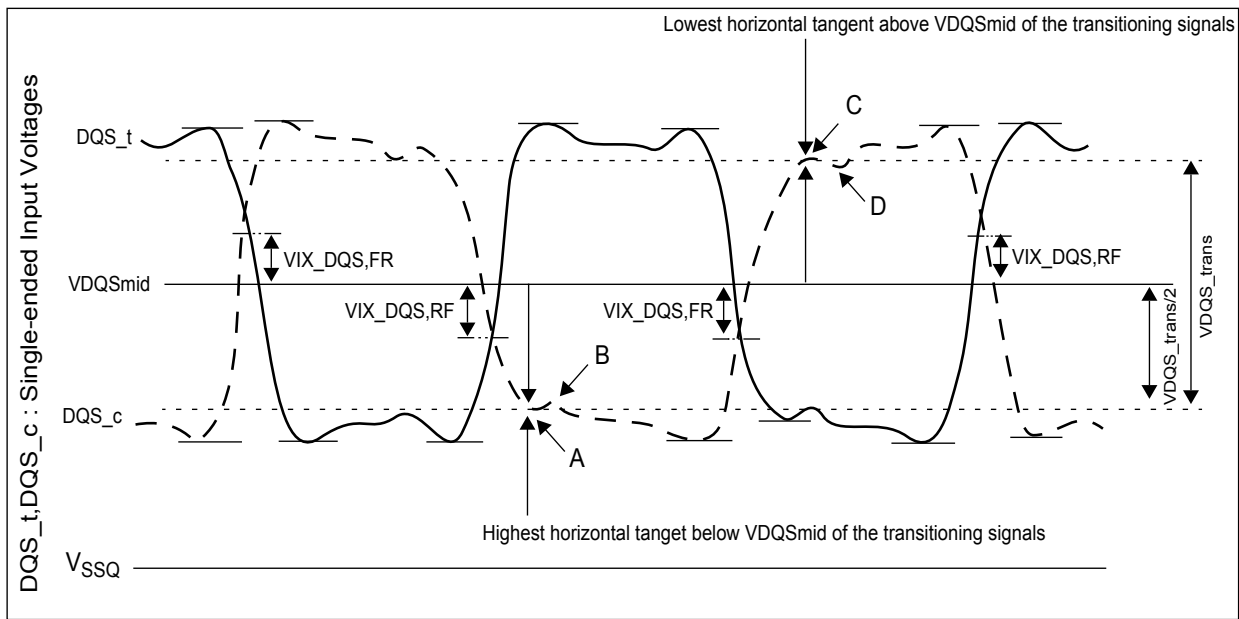 Lowest horizontal tangent above VDQSmid of the transitioning signals
DQS_t,DQS_c : Single-ended Input Voltages
DQS_t
C
D
VIX_DQS,FR
VIX_DQS,RF
VDQSmid
VIX_DQS,RF
VIX_DQS,FR
VDQS_trans/2
VDQS_trans
B
DQS_c
A
Highest horizontal tanget below VDQSmid of the transitioning signals
VSSQ